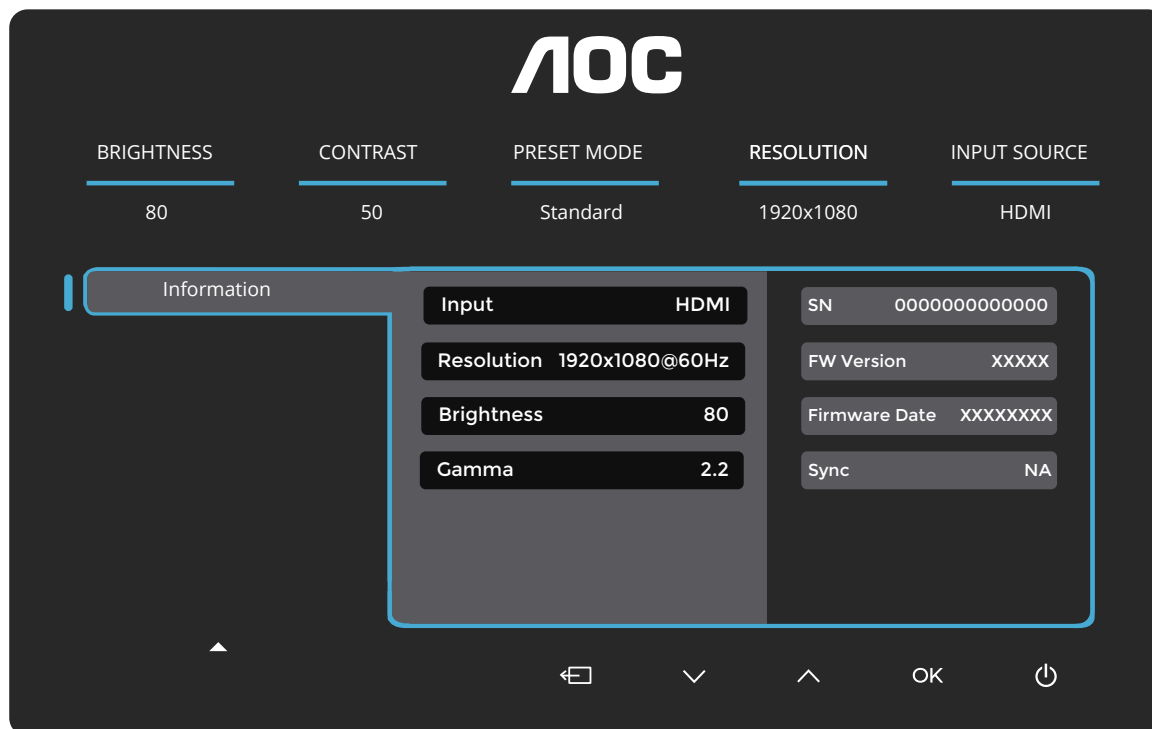 AOC
BRIGHTNESS CONTRAST PRESET MODE RESOLUTION INPUT SOURCE
80 50 Standard 1920x1080 HDMI
Information
Input HDMI SN 0000000000000
Resolution 1920x1080@60Hz FW Version XXXXX
Brightness 80 Firmware Date XXXXXXXX
Gamma 2.2 Sync NA
OK